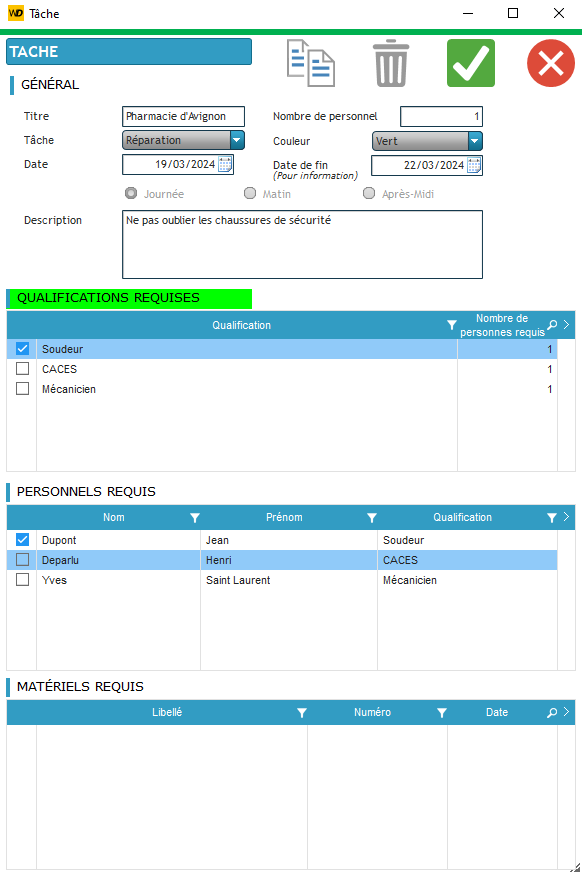 WD Tâche
TACHE
GÉNÉRAL
Titre Pharmacie d'Avignon Nombre de personnel 1
Tâche Réparation Couleur Vert
Date 19/03/2024 Date de fin 22/03/2024
(Pour information)
Journée Matin Après-Midi
Description Ne pas oublier les chaussures de sécurité
QUALIFICATIONS REQUISES
Qualification Nombre de personnes requis
Soudeur 1
CACES 1
Mécanicien 1
PERSONNELS REQUIS
Nom Prénom Qualification
Dupont Jean Soudeur
Deparlu Henri CACES
Yves Saint Laurent Mécanicien
MATÉRIELS REQUIS
Libellé Numéro Date